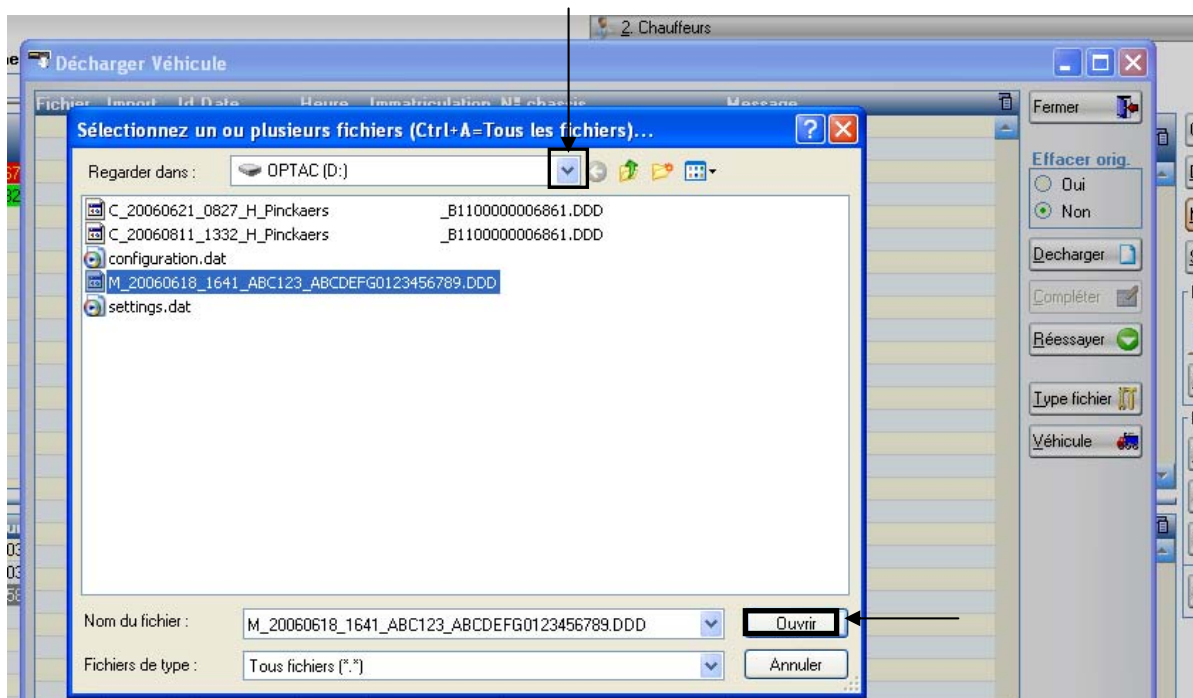 2. Chauffeurs
Décharger Véhicule
Fichier Import Id Date Heure Immatriculation N° chassis Message
Sélectionnez un ou plusieurs fichiers (Ctrl+A=Tous les fichiers)...
Regarder dans : OPTAC (D:)
C_20060621_0827_H_Pinckaers _B1100000006861.DDD
C_20060811_1332_H_Pinckaers _B1100000006861.DDD
configuration.dat
M_20060618_1641_ABC123_ABCDEFG0123456789.DDD
settings.dat
Nom du fichier : M_20060618_1641_ABC123_ABCDEFG0123456789.DDD Ouvrir
Fichiers de type : Tous fichiers (*.*) Annuler
Fermer
Effacer orig.
Oui
Non
Decharger
Compléter
Réessayer
Type fichier
Véhicule